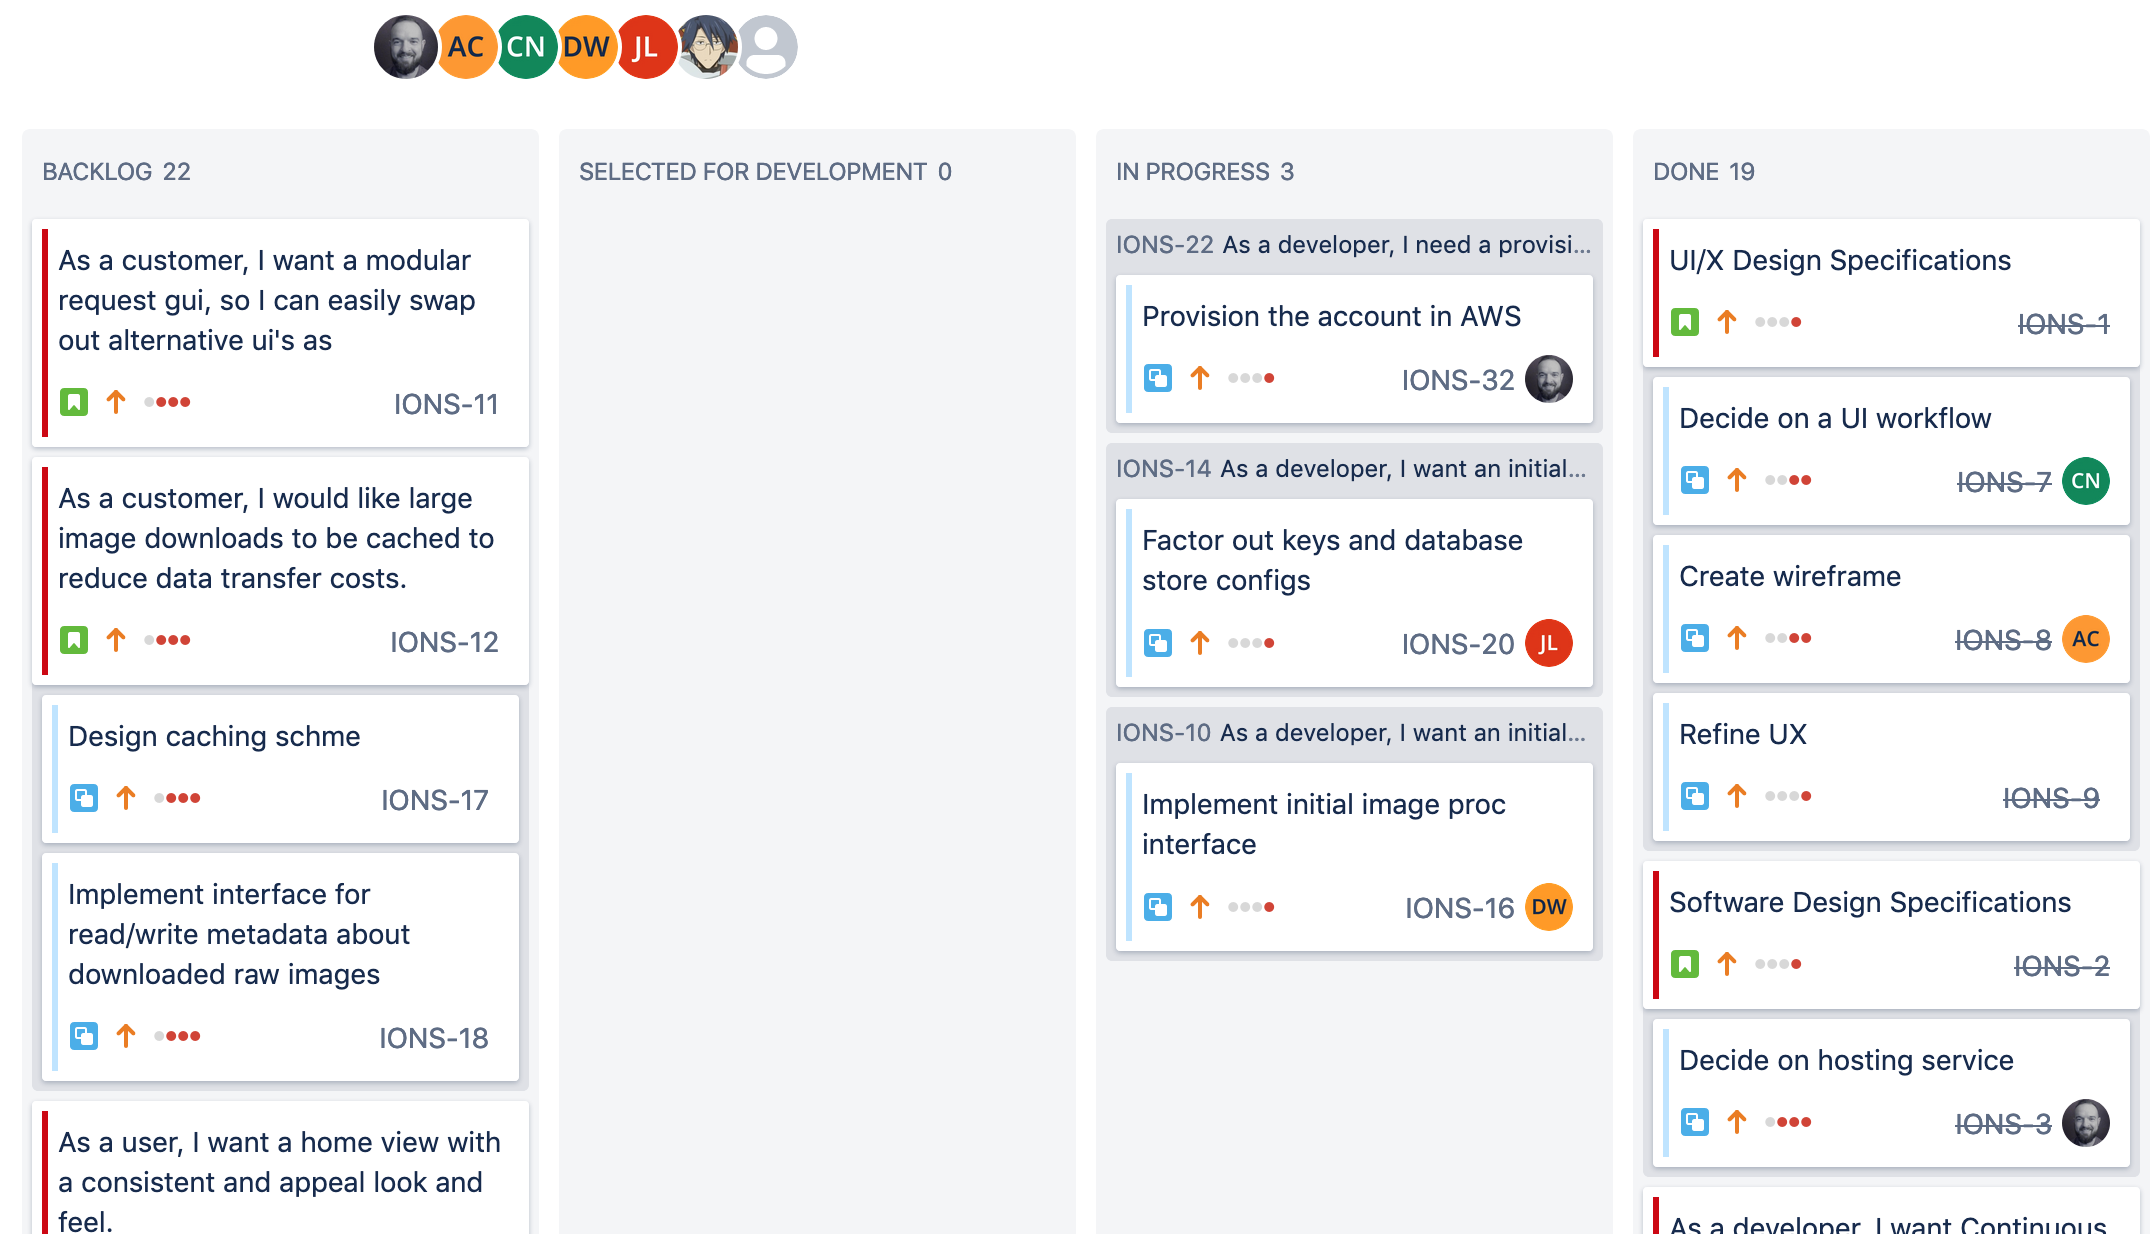 AC CN DW JL
BACKLOG 22
As a customer, I want a modular
request gui, so I can easily swap
out alternative ui's as
IONS-11
As a customer, I would like large
image downloads to be cached to
reduce data transfer costs.
IONS-12
Design caching schme
IONS-17
Implement interface for
read/write metadata about
downloaded raw images
IONS-18
As a user, I want a home view with
a consistent and appeal look and
feel.
SELECTED FOR DEVELOPMENT 0
IN PROGRESS 3
IONS-22 As a developer, I need a provisi...
Provision the account in AWS
IONS-32
IONS-14 As a developer, I want an initial...
Factor out keys and database
store configs
IONS-20 JL
IONS-10 As a developer, I want an initial...
Implement initial image proc
interface
IONS-16 DW
DONE 19
UI/X Design Specifications
IONS-1
Decide on a UI workflow
IONS-7 CN
Create wireframe
IONS-8 AC
Refine UX
IONS-9
Software Design Specifications
IONS-2
Decide on hosting service
IONS-3
As a developer, I want Continuous